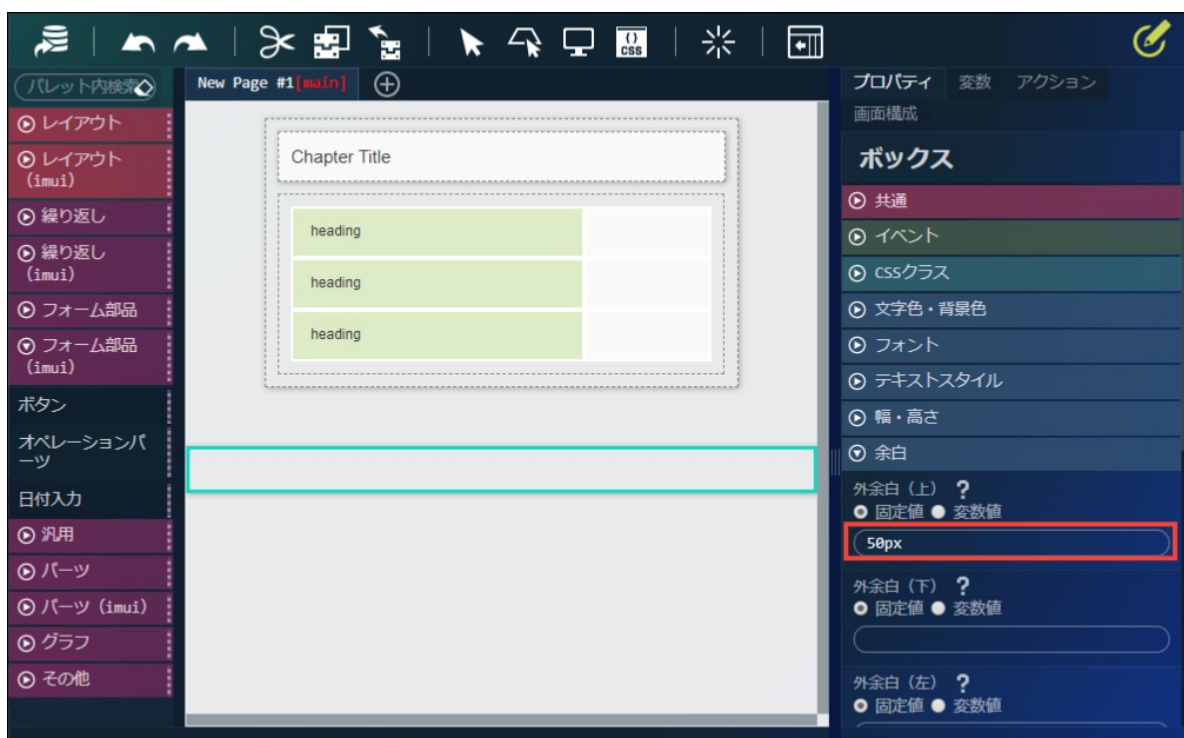 {} CSS
パレット内検索
レイアウト
レイアウト
(imui)
繰り返し
繰り返し
(imui)
フォーム部品
フォーム部品
(imui)
ボタン
オペレーションパ
ーツ
日付入力
汎用
パーツ
パーツ (imui)
グラフ
その他
New Page #1[main]
Chapter Title
heading
heading
heading
プロパティ 変数 アクション
画面構成
ボックス
共通
イベント
CSSクラス
文字色・背景色
フォント
テキストスタイル
幅・高さ
余白
外余白（上） ?
固定値 変数値
50px
外余白（下） ?
固定値 変数値
外余白（左） ?
固定値 変数値